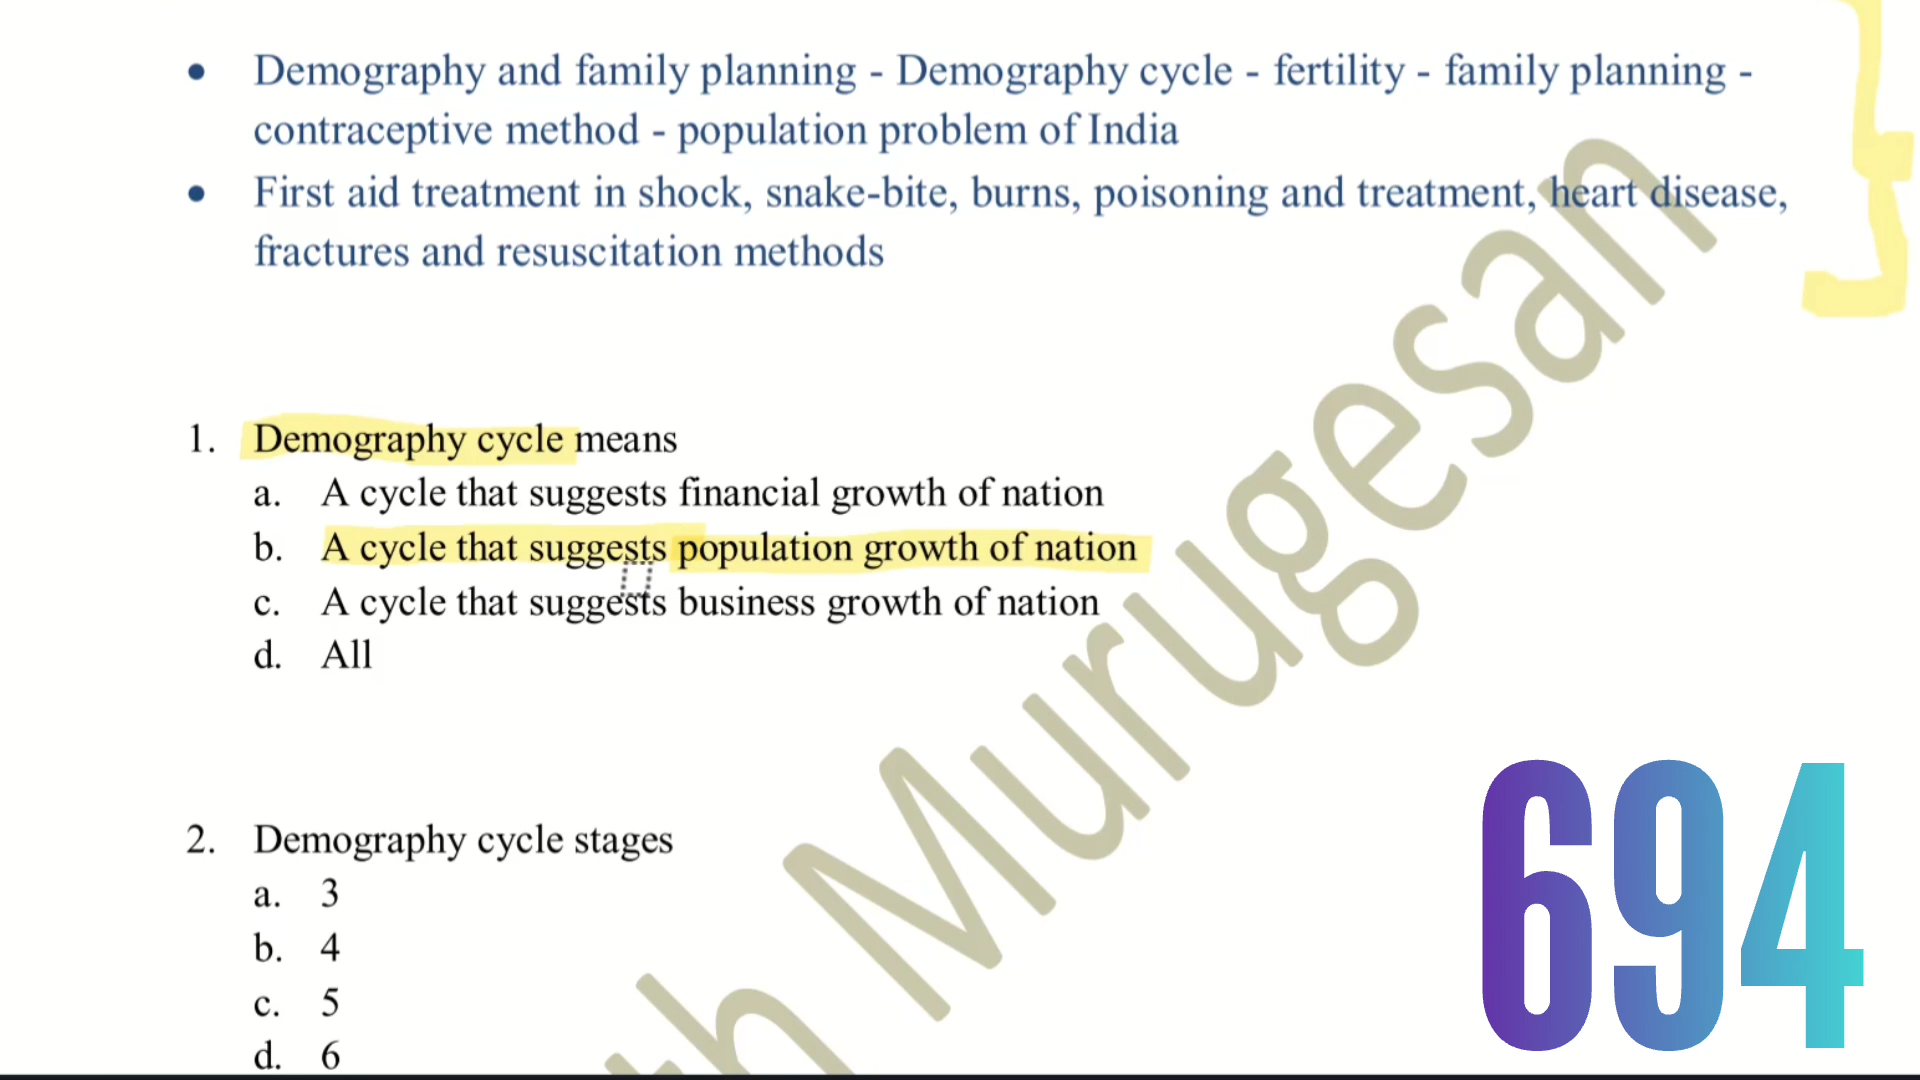 • Demography and family planning - Demography cycle - fertility - family planning -
contraceptive method - population problem of India
• First aid treatment in shock, snake-bite, burns, poisoning and treatment, heart disease,
fractures and resuscitation methods
1. Demography cycle means
a. A cycle that suggests financial growth of nation
b. A cycle that suggests population growth of nation
c. A cycle that suggests business growth of nation
d. All
2. Demography cycle stages
a. 3
b. 4
c. 5
d. 6
694
th Murugesan